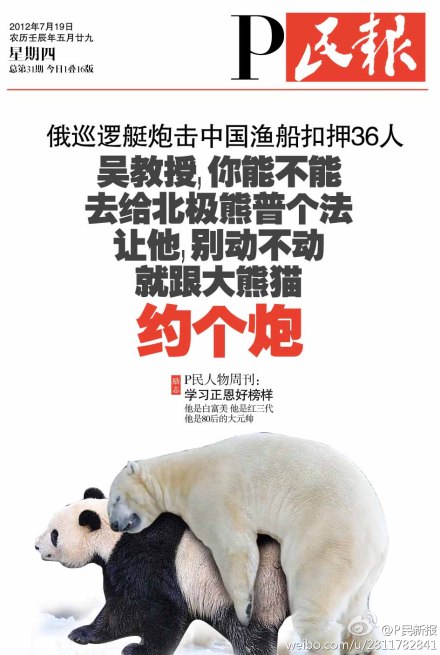 2012年7月19日
农历壬辰年五月廿九
星期四
总第31期 今日1叠16版
P民報
俄巡逻艇炮击中国渔船扣押36人
吴教授,你能不能
去给北极熊普个法
让他,别动不动
就跟大熊猫
约个炮
励志
P民人物周刊:
学习正恩好榜样
他是白富美 他是红三代
他是80后的大元帅
@P民新报
weibo.com/u/2811782841